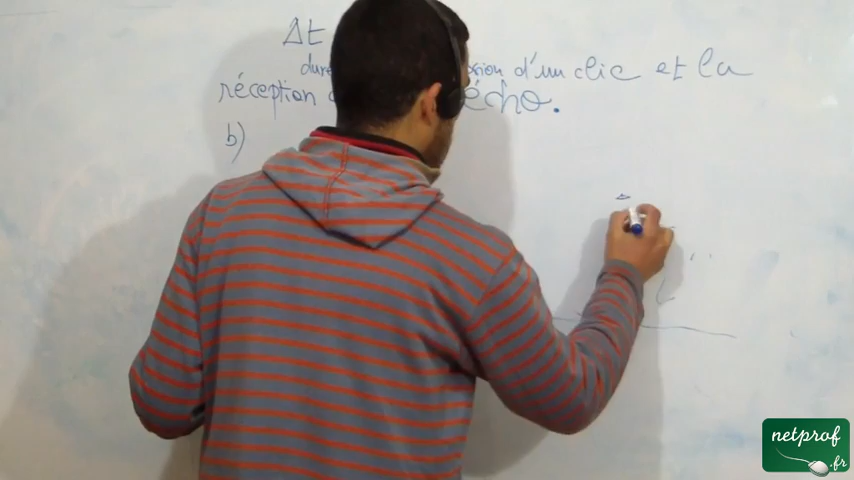 Δt
d'un clic et la
réception écho.
b)
netprof
.fr